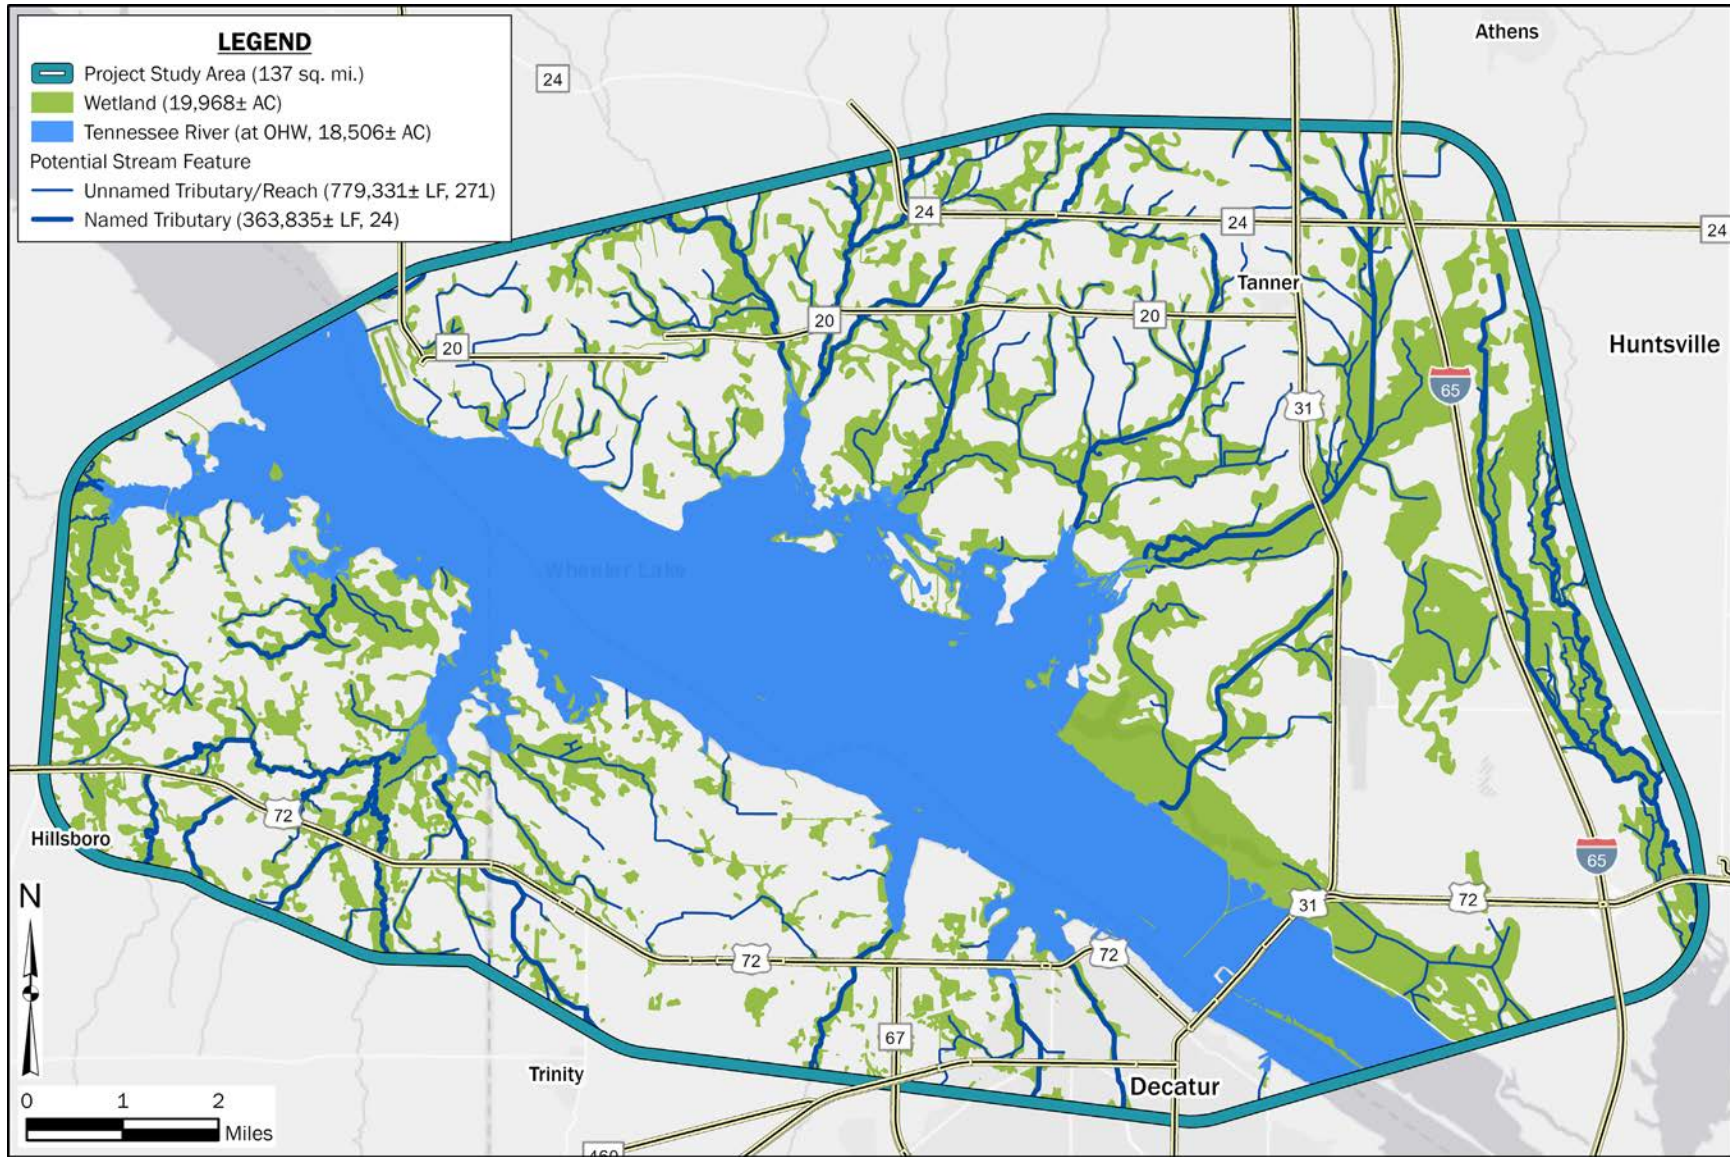 LEGEND
Project Study Area (137 sq. mi.)
Wetland (19,968± AC)
Tennessee River (at OHW, 18,506± AC)
Potential Stream Feature
Unnamed Tributary/Reach (779,331± LF, 271)
Named Tributary (363,835± LF, 24)
Athens
24
24
24
24
Tanner
20
20
20
Huntsville
65
31
Wheeler Lake
72
Hillsboro
65
72
31
72
72
N
67
Trinity
Decatur
0 1 2
Miles